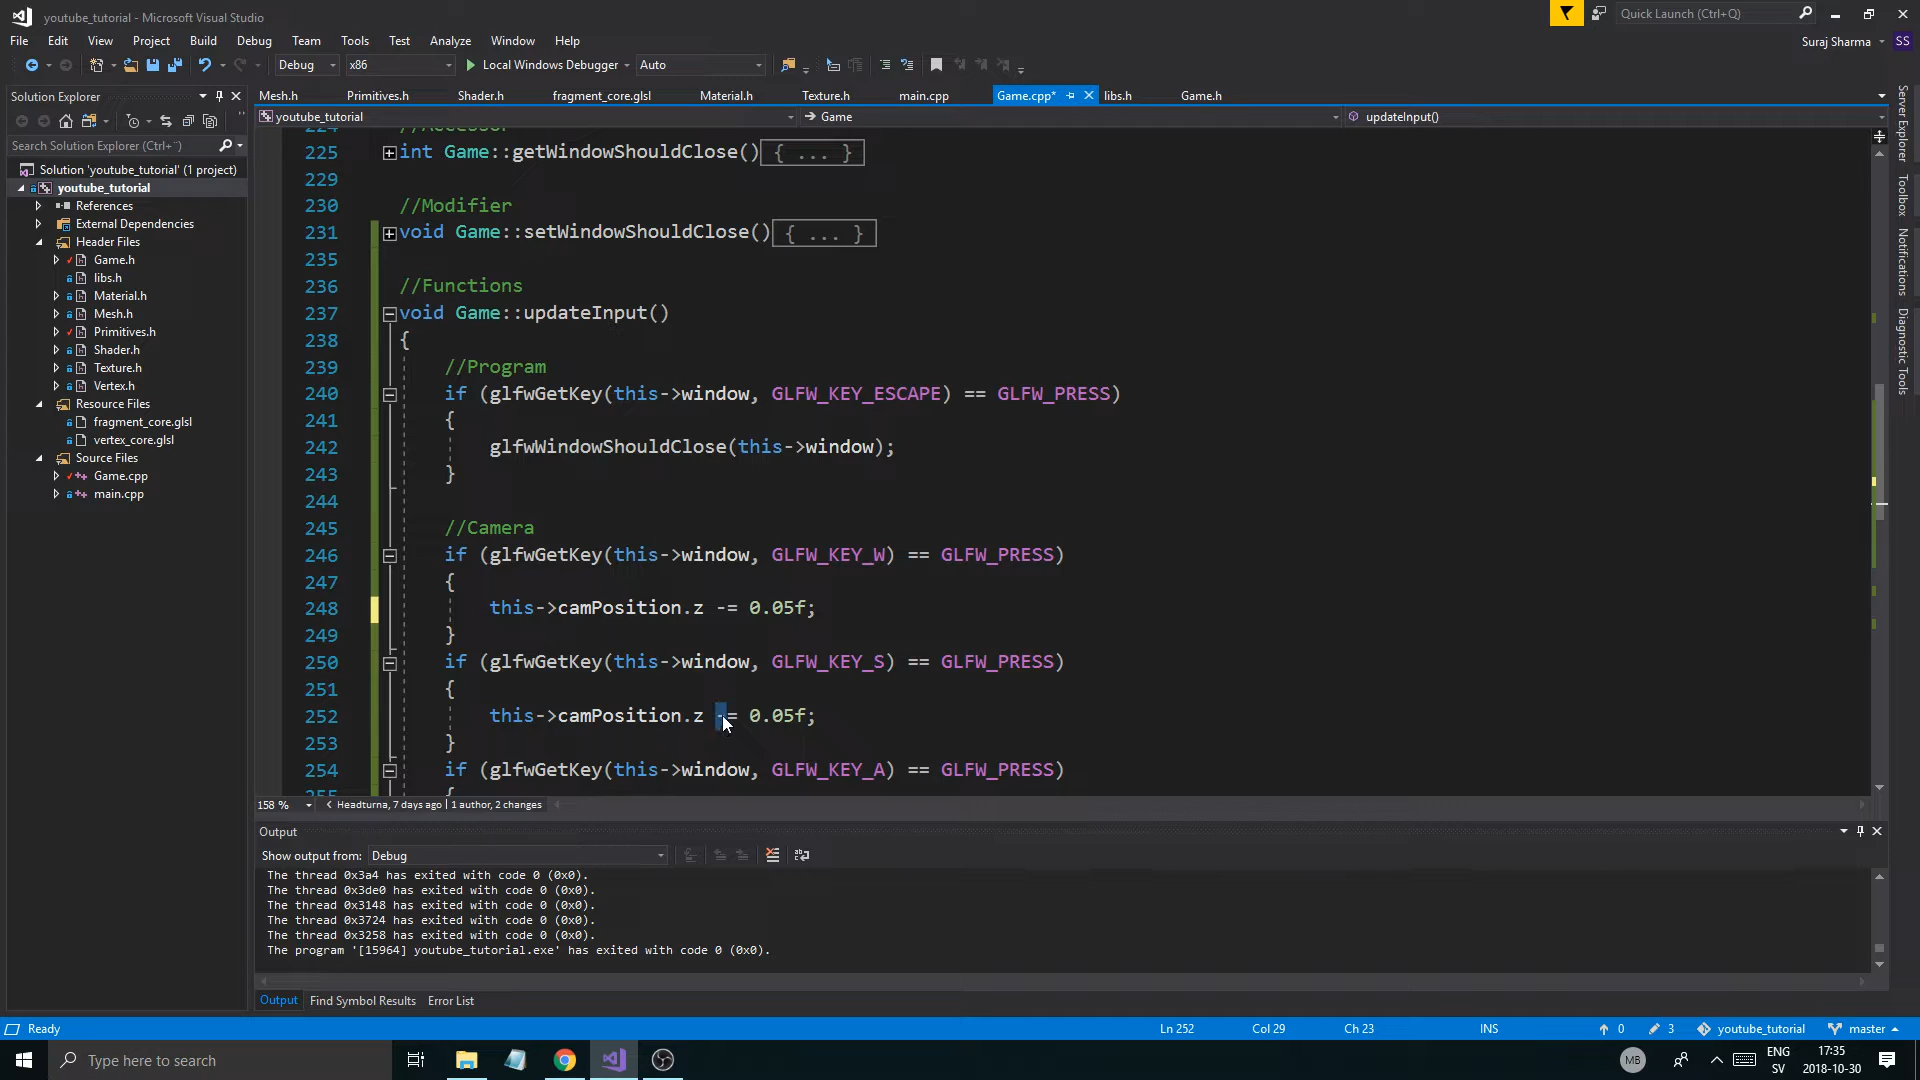 youtube_tutorial - Microsoft Visual Studio
Quick Launch (Ctrl+Q)
File Edit View Project Build Debug Team Tools Test Analyze Window Help
Suraj Sharma SS
Debug x86 Local Windows Debugger Auto
Solution Explorer
Mesh.h Primitives.h Shader.h fragment_core.glsl Material.h Texture.h main.cpp Game.cpp* libs.h Game.h
youtube_tutorial Game updateInput()
Search Solution Explorer (Ctrl+¨)
Solution 'youtube_tutorial' (1 project)
youtube_tutorial
References
External Dependencies
Header Files
Game.h
libs.h
Material.h
Mesh.h
Primitives.h
Shader.h
Texture.h
Vertex.h
Resource Files
fragment_core.glsl
vertex_core.glsl
Source Files
Game.cpp
main.cpp
224 //Accessor
225 int Game::getWindowShouldClose(){ ... }
229
230 //Modifier
231 void Game::setWindowShouldClose(){ ... }
235
236 //Functions
237 void Game::updateInput()
238 {
239 //Program
240 if (glfwGetKey(this->window, GLFW_KEY_ESCAPE) == GLFW_PRESS)
241 {
242 glfwWindowShouldClose(this->window);
243 }
244
245 //Camera
246 if (glfwGetKey(this->window, GLFW_KEY_W) == GLFW_PRESS)
247 {
248 this->camPosition.z -= 0.05f;
249 }
250 if (glfwGetKey(this->window, GLFW_KEY_S) == GLFW_PRESS)
251 {
252 this->camPosition.z -= 0.05f;
253 }
254 if (glfwGetKey(this->window, GLFW_KEY_A) == GLFW_PRESS)
255 {
158 % Headturna, 7 days ago | 1 author, 2 changes
Server Explorer
Toolbox
Notifications
Diagnostic Tools
Output
Show output from: Debug
The thread 0x3a4 has exited with code 0 (0x0).
The thread 0x3de0 has exited with code 0 (0x0).
The thread 0x3148 has exited with code 0 (0x0).
The thread 0x3724 has exited with code 0 (0x0).
The thread 0x3258 has exited with code 0 (0x0).
The program '[15964] youtube_tutorial.exe' has exited with code 0 (0x0).
Output Find Symbol Results Error List
Ready Ln 252 Col 29 Ch 23 INS 0 3 youtube_tutorial master
Type here to search
MB
ENG
SV
17:35
2018-10-30